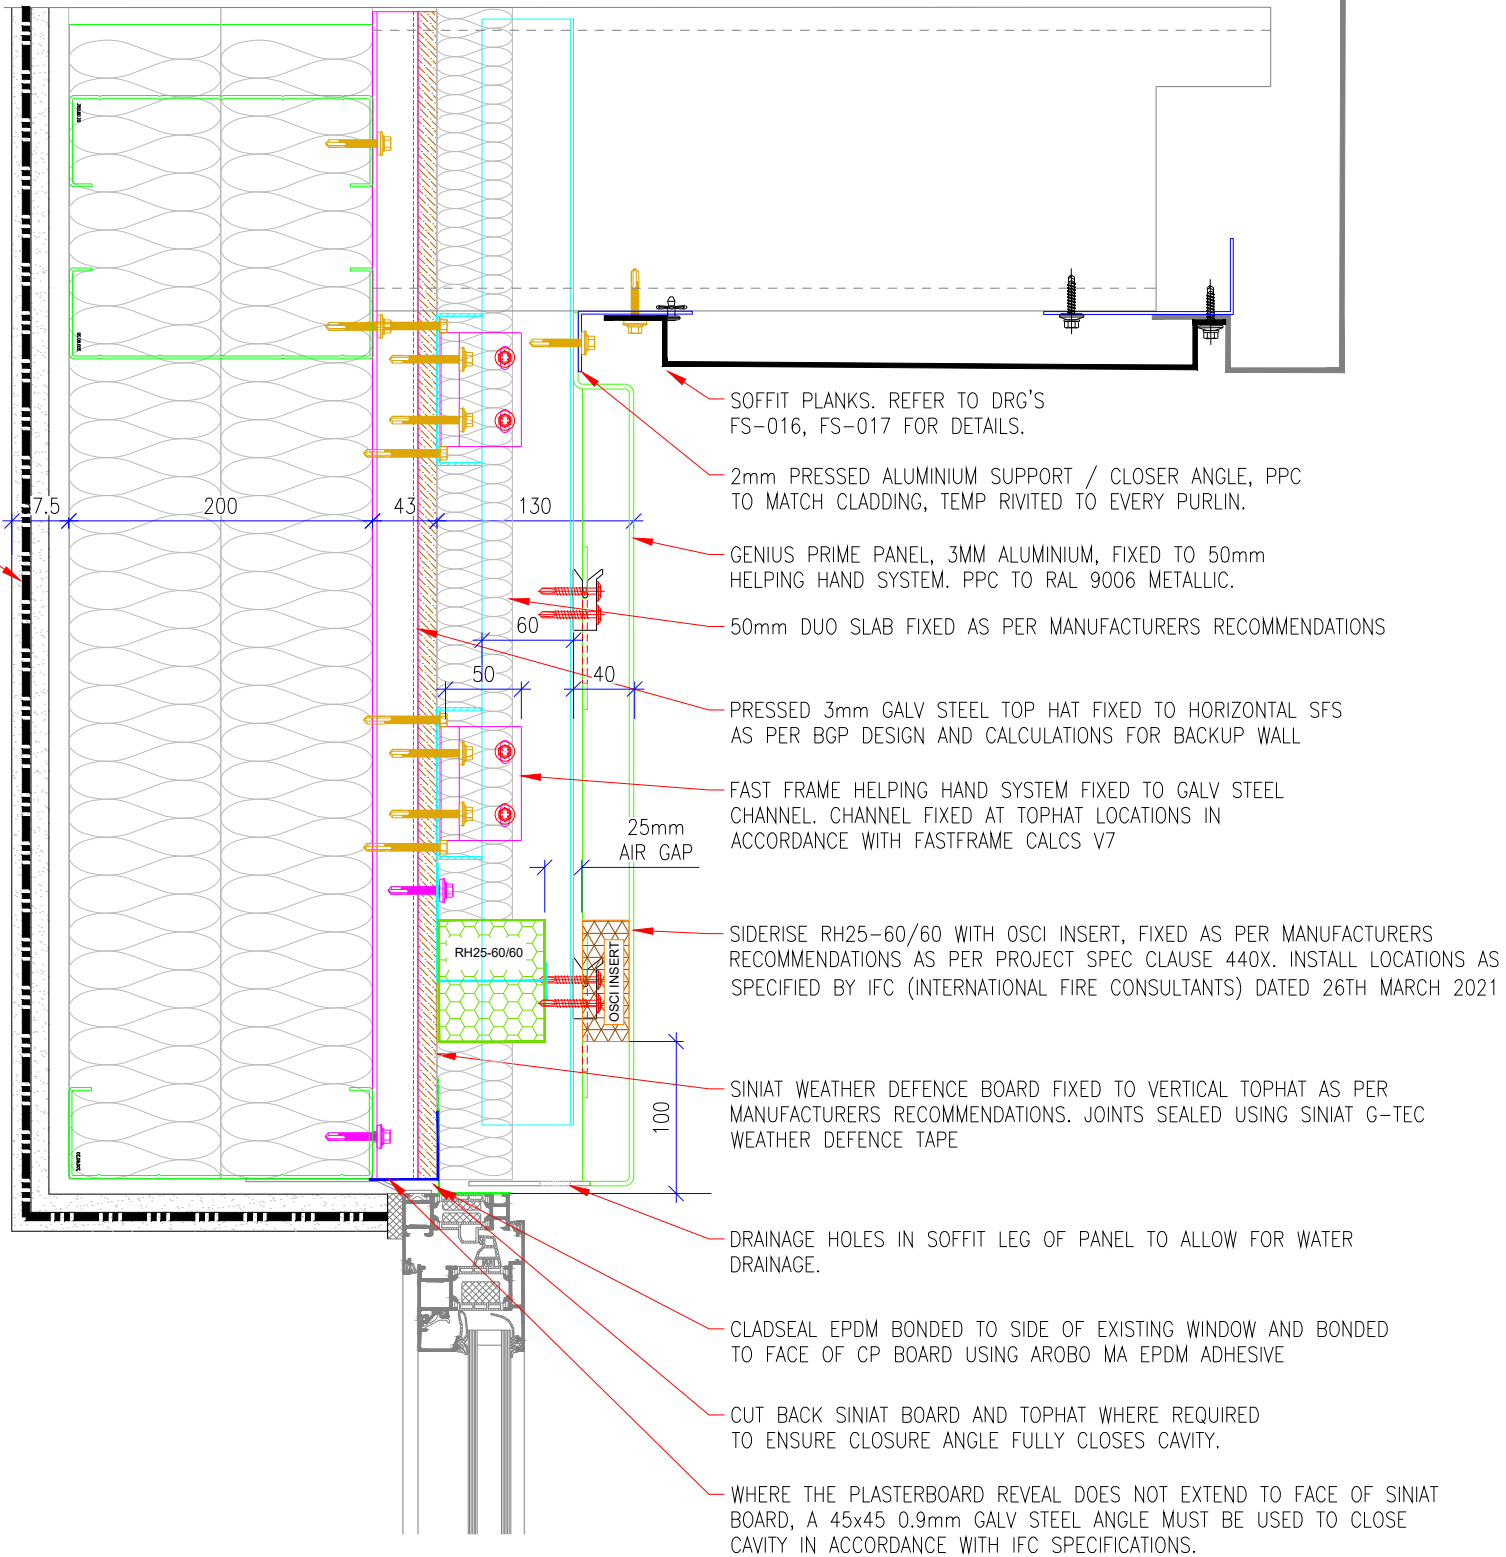 SOFFIT PLANKS. REFER TO DRG'S
FS-016, FS-017 FOR DETAILS.
2mm PRESSED ALUMINIUM SUPPORT / CLOSER ANGLE, PPC
TO MATCH CLADDING, TEMP RIVITED TO EVERY PURLIN.
7.5
200
43
130
GENIUS PRIME PANEL, 3MM ALUMINIUM, FIXED TO 50mm
HELPING HAND SYSTEM. PPC TO RAL 9006 METALLIC.
60
50mm DUO SLAB FIXED AS PER MANUFACTURERS RECOMMENDATIONS
50
40
PRESSED 3mm GALV STEEL TOP HAT FIXED TO HORIZONTAL SFS
AS PER BGP DESIGN AND CALCULATIONS FOR BACKUP WALL
FAST FRAME HELPING HAND SYSTEM FIXED TO GALV STEEL
CHANNEL. CHANNEL FIXED AT TOPHAT LOCATIONS IN
ACCORDANCE WITH FASTFRAME CALCS V7
25mm
AIR GAP
RH25-60/60
OSCI INSERT
SIDERISE RH25-60/60 WITH OSCI INSERT, FIXED AS PER MANUFACTURERS
RECOMMENDATIONS AS PER PROJECT SPEC CLAUSE 440X. INSTALL LOCATIONS AS
SPECIFIED BY IFC (INTERNATIONAL FIRE CONSULTANTS) DATED 26TH MARCH 2021
100
SINIAT WEATHER DEFENCE BOARD FIXED TO VERTICAL TOPHAT AS PER
MANUFACTURERS RECOMMENDATIONS. JOINTS SEALED USING SINIAT G-TEC
WEATHER DEFENCE TAPE
DRAINAGE HOLES IN SOFFIT LEG OF PANEL TO ALLOW FOR WATER
DRAINAGE.
CLADSEAL EPDM BONDED TO SIDE OF EXISTING WINDOW AND BONDED
TO FACE OF CP BOARD USING AROBO MA EPDM ADHESIVE
CUT BACK SINIAT BOARD AND TOPHAT WHERE REQUIRED
TO ENSURE CLOSURE ANGLE FULLY CLOSES CAVITY.
WHERE THE PLASTERBOARD REVEAL DOES NOT EXTEND TO FACE OF SINIAT
BOARD, A 45x45 0.9mm GALV STEEL ANGLE MUST BE USED TO CLOSE
CAVITY IN ACCORDANCE WITH IFC SPECIFICATIONS.